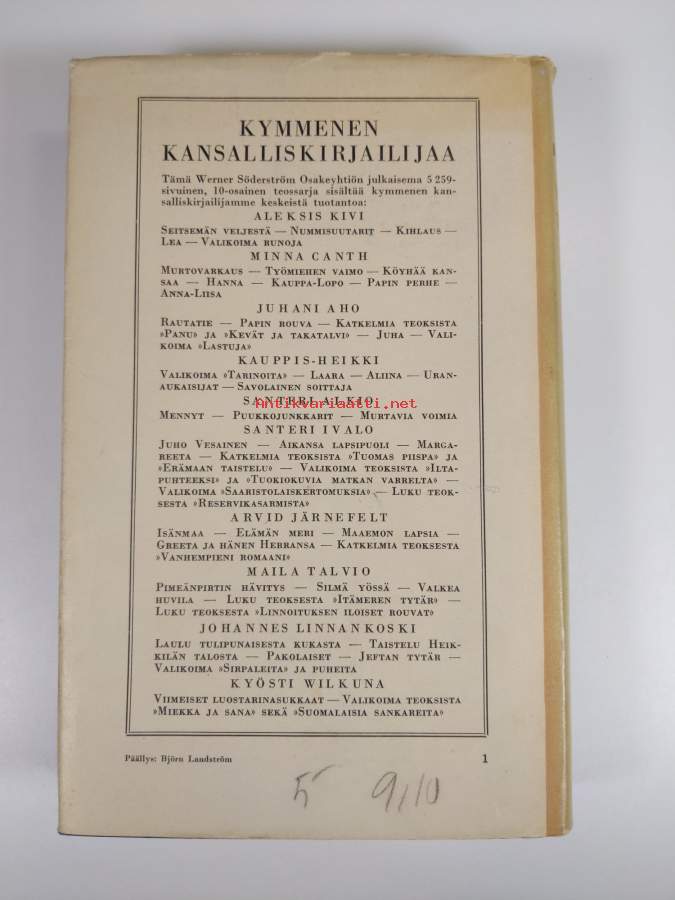 KYMMENEN
KANSALLISKIRJAILIJAA
Tämä Werner Söderström Osakeyhtiön julkaisema 5 259-
sivuinen, 10-osainen teossarja sisältää kymmenen kan-
salliskirjailijamme keskeistä tuotantoa:
ALEKSIS KIVI
Seitsemän veljestä — Nummisuutarit — Kihlaus —
Lea — Valikoima runoja
MINNA CANTH
Murtovarkaus — Työmiehen vaimo — Köyhää kan-
saa — Hanna — Kauppa-Lopo — Papin perhe —
Anna-Liisa
JUHANI AHO
Rautatie — Papin rouva — Katkelmia teoksista
»Panu» ja »Kevät ja takatalvi» — Juha — Vali-
koima »Lastuja»
KAUPPIS-HEIKKI
Valikoima »Tarinoita» — Laara — Aliina — Uran-
aukaisijat — Savolainen soittaja
SANTERI ALKIO
antikvariaatti.net
Mennyt — Puukkojunkkarit — Murtavia voimia
SANTERI IVALO
Juho Vesainen — Aikansa lapsipuoli — Marga-
reeta — Katkelmia teoksista »Tuomas piispa» ja
»Erämaan taistelu» — Valikoima teoksista »Ilta-
puhteeksi» ja »Tuokiokuvia matkan varrelta» —
Valikoima »Saaristolaiskertomuksia» — Luku teok-
sesta »Reservikasarmista»
ARVID JÄRNEFELT
Isänmaa — Elämän meri — Maaemon lapsia —
Greeta ja hänen Herransa — Katkelmia teoksesta
»Vanhempieni romaani»
MAILA TALVIO
Pimeänpirtin hävitys — Silmä yössä — Valkea
huvila — Luku teoksesta »Itämeren tytär» —
Luku teoksesta »Linnoituksen iloiset rouvat»
JOHANNES LINNANKOSKI
Laulu tulipunaisesta kukasta — Taistelu Heik-
kilän talosta — Pakolaiset — Jeftan tytär —
Valikoima »Sirpaleita» ja puheita
KYÖSTI WILKUNA
Viimeiset luostarinasukkaat — Valikoima teoksista
»Miekka ja sana» sekä »Suomalaisia sankareita»
Päällys: Björn Landström 1
5 9,10